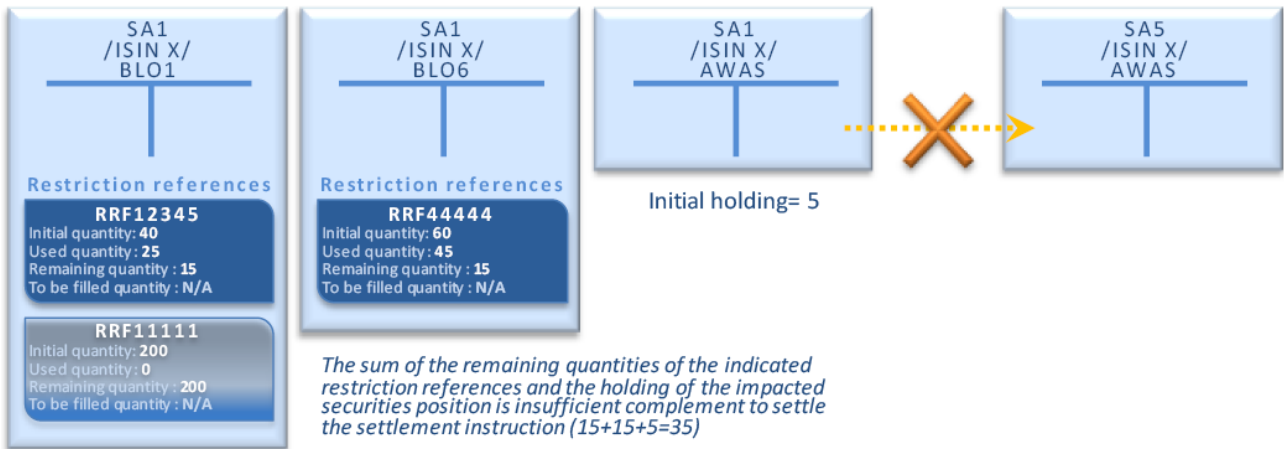 SA1
/ISIN X/
BLO1
Restriction references
RRF12345
Initial quantity: 40
Used quantity : 25
Remaining quantity : 15
To be filled quantity : N/A
RRF11111
Initial quantity: 200
Used quantity : 0
Remaining quantity : 200
To be filled quantity : N/A
SA1
/ISIN X/
BLO6
Restriction references
RRF44444
Initial quantity: 60
Used quantity : 45
Remaining quantity : 15
To be filled quantity : N/A
SA1
/ISIN X/
AWAS
Initial holding= 5
SA5
/ISIN X/
AWAS
The sum of the remaining quantities of the indicated
restriction references and the holding of the impacted
securities position is insufficient complement to settle
the settlement instruction (15+15+5=35)